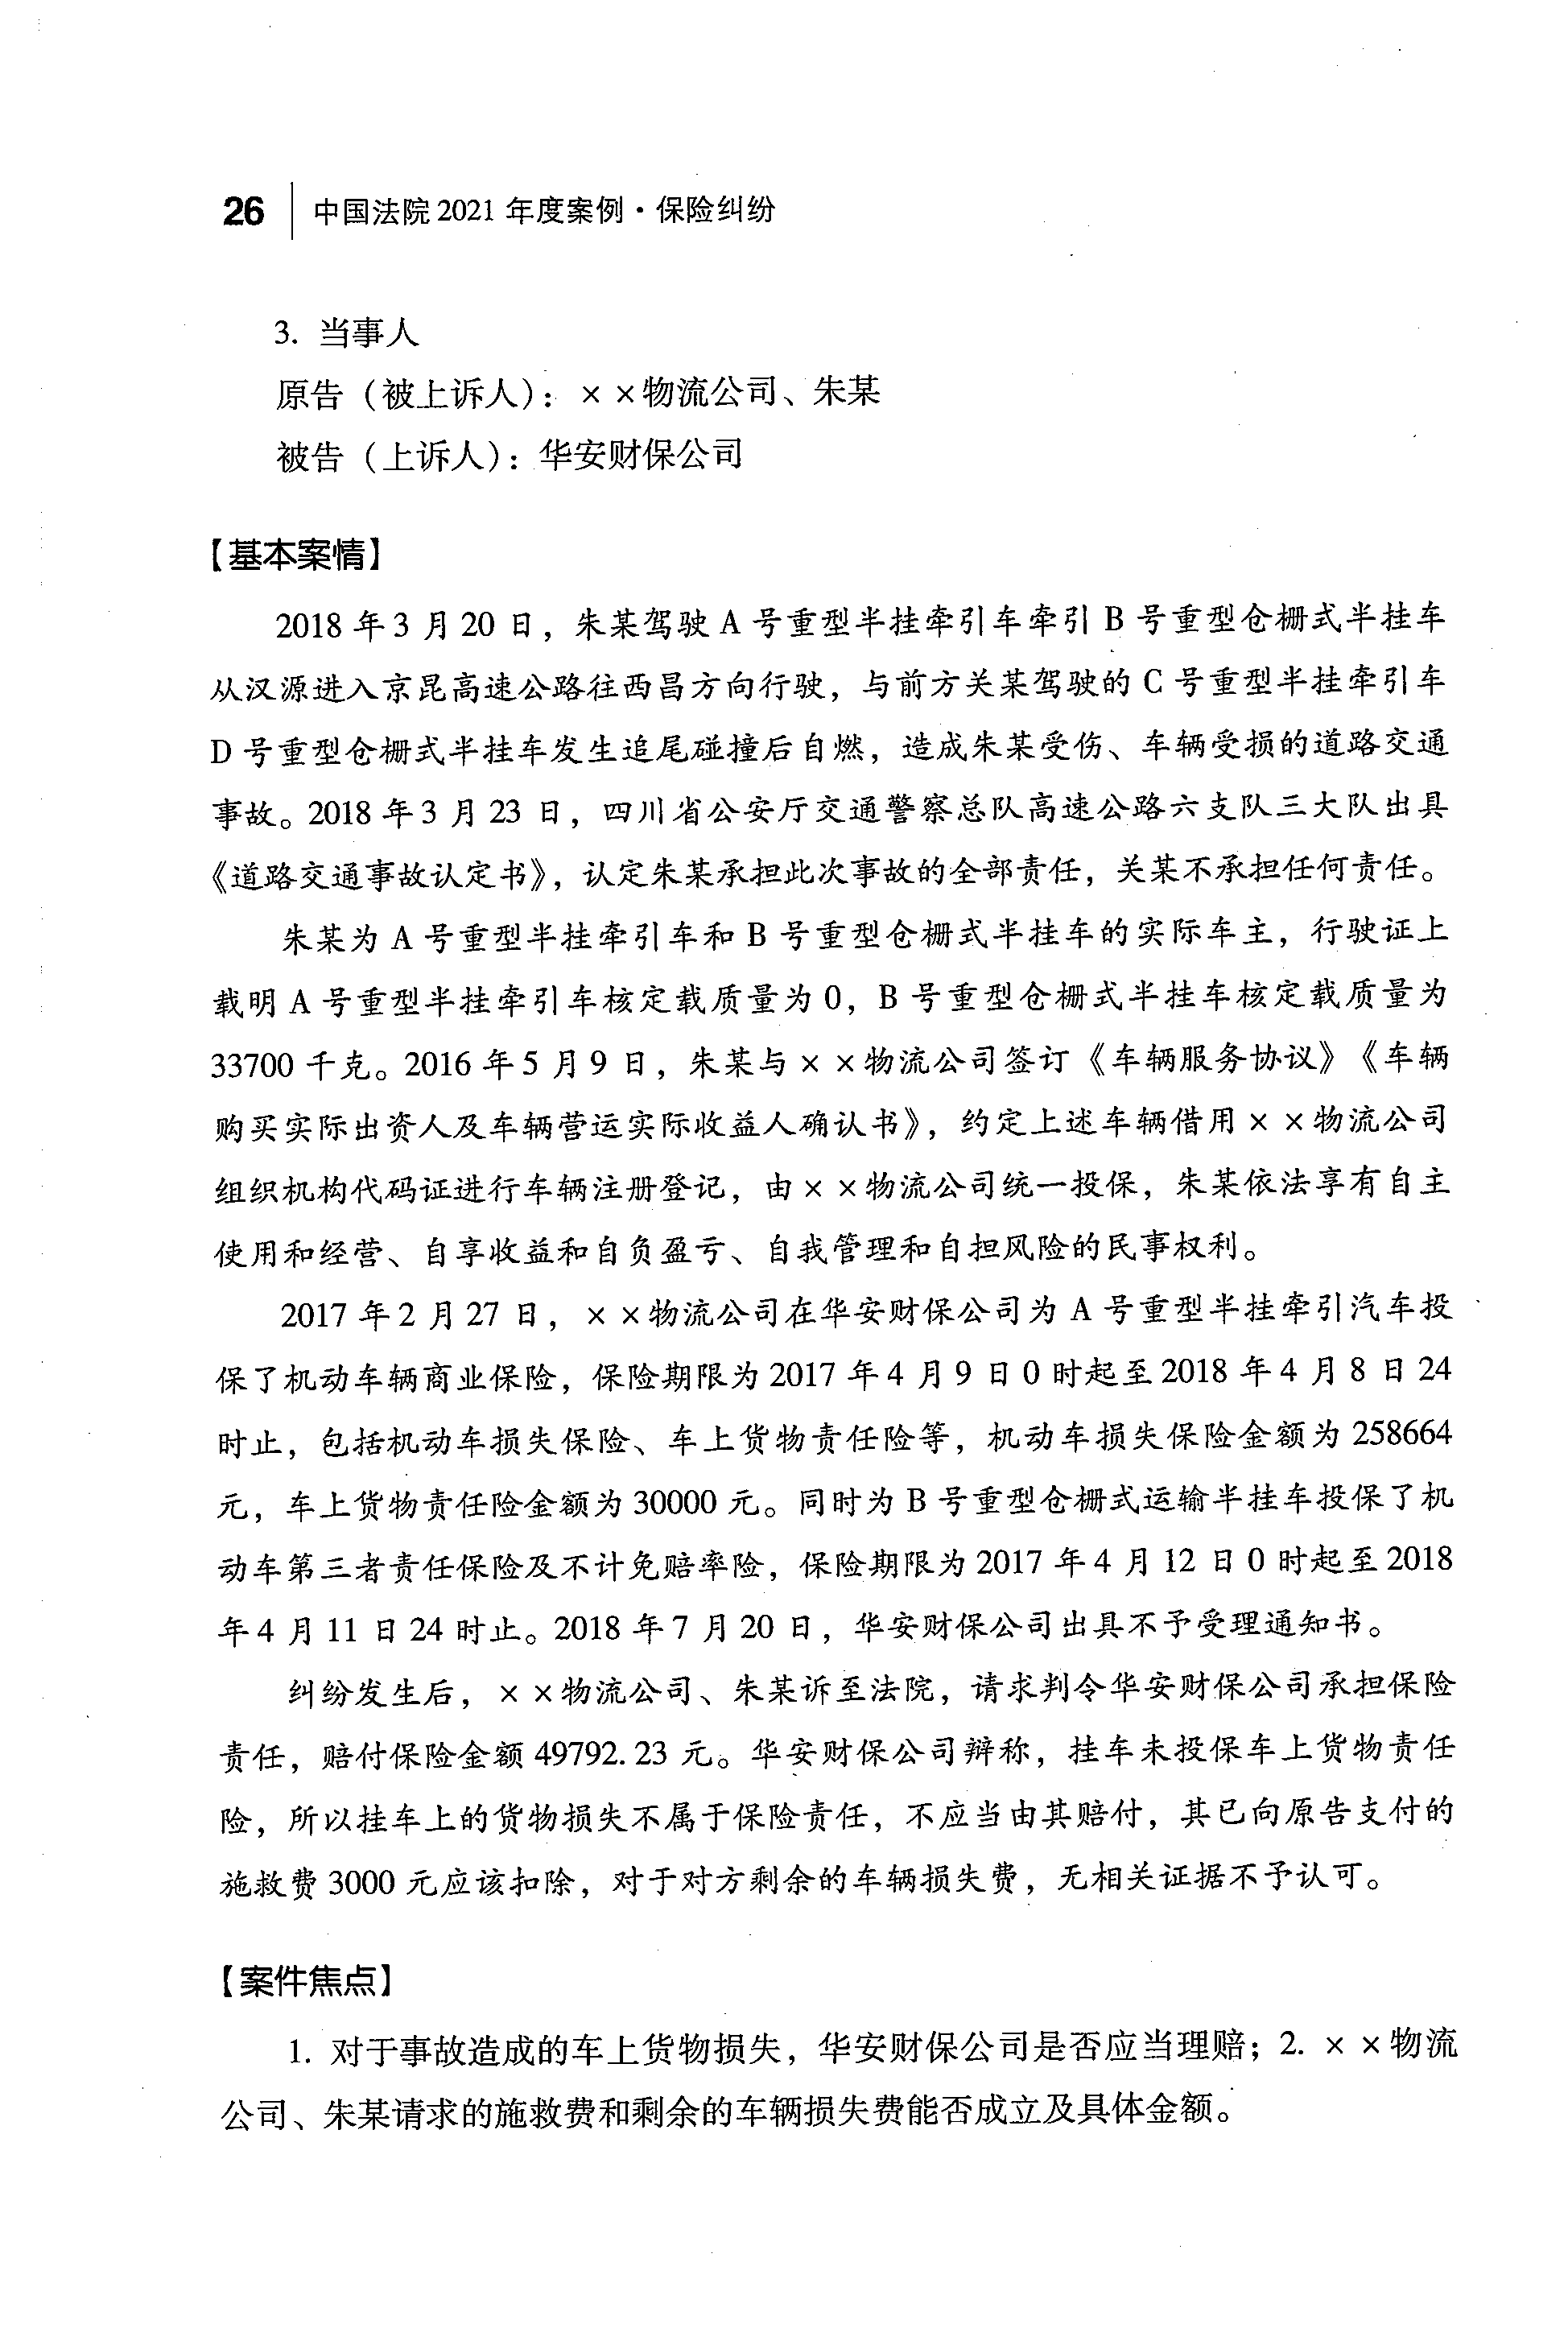 26 中国法院2021年度案例·保险纠纷
3. 当事人
原告（被上诉人）：××物流公司、朱某
被告（上诉人）：华安财保公司
【基本案情】
2018年3月20日，朱某驾驶A号重型半挂牵引车牵引B号重型仓栅式半挂车
从汉源进入京昆高速公路往西昌方向行驶，与前方关某驾驶的C号重型半挂牵引车
D号重型仓栅式半挂车发生追尾碰撞后自燃，造成朱某受伤、车辆受损的道路交通
事故。2018年3月23日，四川省公安厅交通警察总队高速公路六支队三大队出具
《道路交通事故认定书》，认定朱某承担此次事故的全部责任，关某不承担任何责任。
朱某为A号重型半挂牵引车和B号重型仓栅式半挂车的实际车主，行驶证上
载明A号重型半挂牵引车核定载质量为0，B号重型仓栅式半挂车核定载质量为
33700千克。2016年5月9日，朱某与××物流公司签订《车辆服务协议》《车辆
购买实际出资人及车辆营运实际收益人确认书》，约定上述车辆借用××物流公司
组织机构代码证进行车辆注册登记，由××物流公司统一投保，朱某依法享有自主
使用和经营、自享收益和自负盈亏、自我管理和自担风险的民事权利。
2017年2月27日，××物流公司在华安财保公司为A号重型半挂牵引汽车投
保了机动车辆商业保险，保险期限为2017年4月9日0时起至2018年4月8日24
时止，包括机动车损失保险、车上货物责任险等，机动车损失保险金额为258664
元，车上货物责任险金额为30000元。同时为B号重型仓栅式运输半挂车投保了机
动车第三者责任保险及不计免赔率险，保险期限为2017年4月12日0时起至2018
年4月11日24时止。2018年7月20日，华安财保公司出具不予受理通知书。
纠纷发生后，××物流公司、朱某诉至法院，请求判令华安财保公司承担保险
责任，赔付保险金额49792.23元。华安财保公司辩称，挂车未投保车上货物责任
险，所以挂车上的货物损失不属于保险责任，不应当由其赔付，其已向原告支付的
施救费3000元应该扣除，对于对方剩余的车辆损失费，无相关证据不予认可。
【案件焦点】
1. 对于事故造成的车上货物损失，华安财保公司是否应当理赔；2. ××物流
公司、朱某请求的施救费和剩余的车辆损失费能否成立及具体金额。